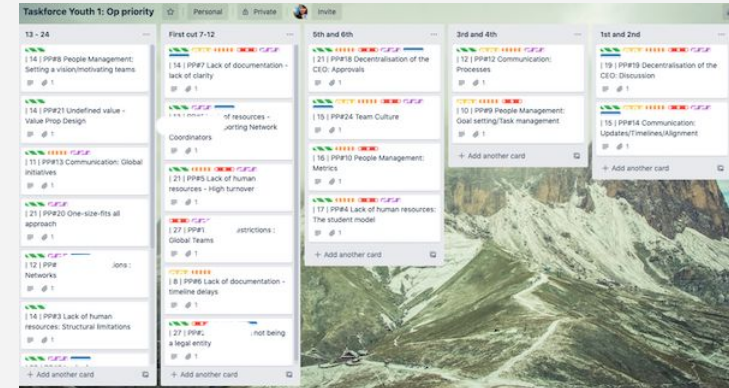 Taskforce Youth 1: Op priority
Personal
Private
Invite
13 - 24
| 14 | PP#8 People Management:
Setting a vision/motivating teams
1
| 14 | PP#21 Undefined value -
Value Prop Design
1
| 11 | PP#13 Communication: Global
initiatives
1
| 21 | PP#20 One-size-fits all
approach
1
| 12 | PP#
Networks
1
| 14 | PP#3 Lack of human
resources: Structural limitations
1
+ Add another card
First cut 7-12
| 14 | PP#7 Lack of documentation -
lack of clarity
1
of resources -
Network
Coordinators
1
| 21 | PP#5 Lack of human
resources - High turnover
1
| 27 | PP#1
Global Teams
1
| 8 | PP#6 Lack of documentation -
timeline delays
1
| 27 | PP#
not being
a legal entity
1
+ Add another card
5th and 6th
| 21 | PP#18 Decentralisation of the
CEO: Approvals
1
| 15 | PP#24 Team Culture
1
| 16 | PP#10 People Management:
Metrics
1
| 17 | PP#4 Lack of human resources:
The student model
1
+ Add another card
3rd and 4th
| 12 | PP#12 Communication:
Processes
1
| 10 | PP#9 People Management:
Goal setting/Task management
1
+ Add another card
1st and 2nd
| 19 | PP#19 Decentralisation of the
CEO: Discussion
1
| 15 | PP#14 Communication:
Updates/Timelines/Alignment
1
+ Add another card